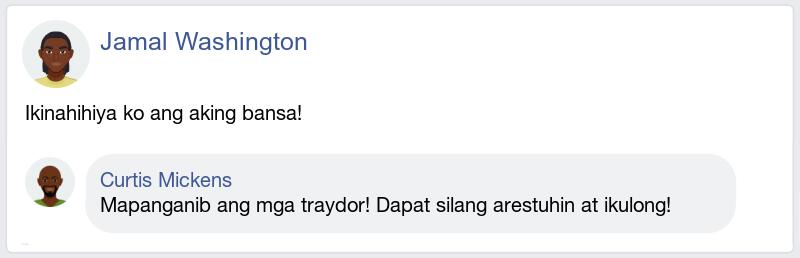 Jamal Washington
Ikinahihiya ko ang aking bansa!
Curtis Mickens
Mapanganib ang mga traydor! Dapat silang arestuhin at ikulong!